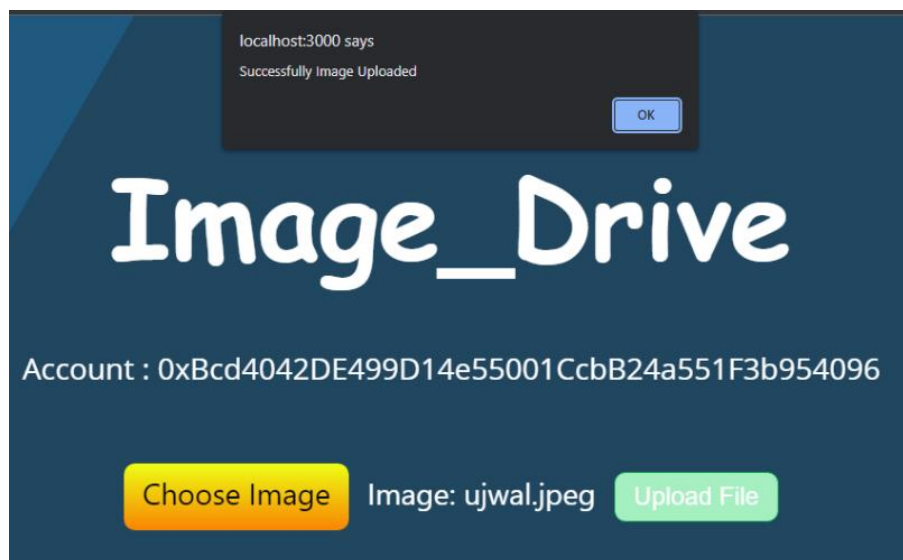 localhost:3000 says
Successfully Image Uploaded
OK
Image_Drive
Account : 0xBcd4042DE499D14e55001CcbB24a551F3b954096
Choose Image Image: ujwal.jpeg Upload File